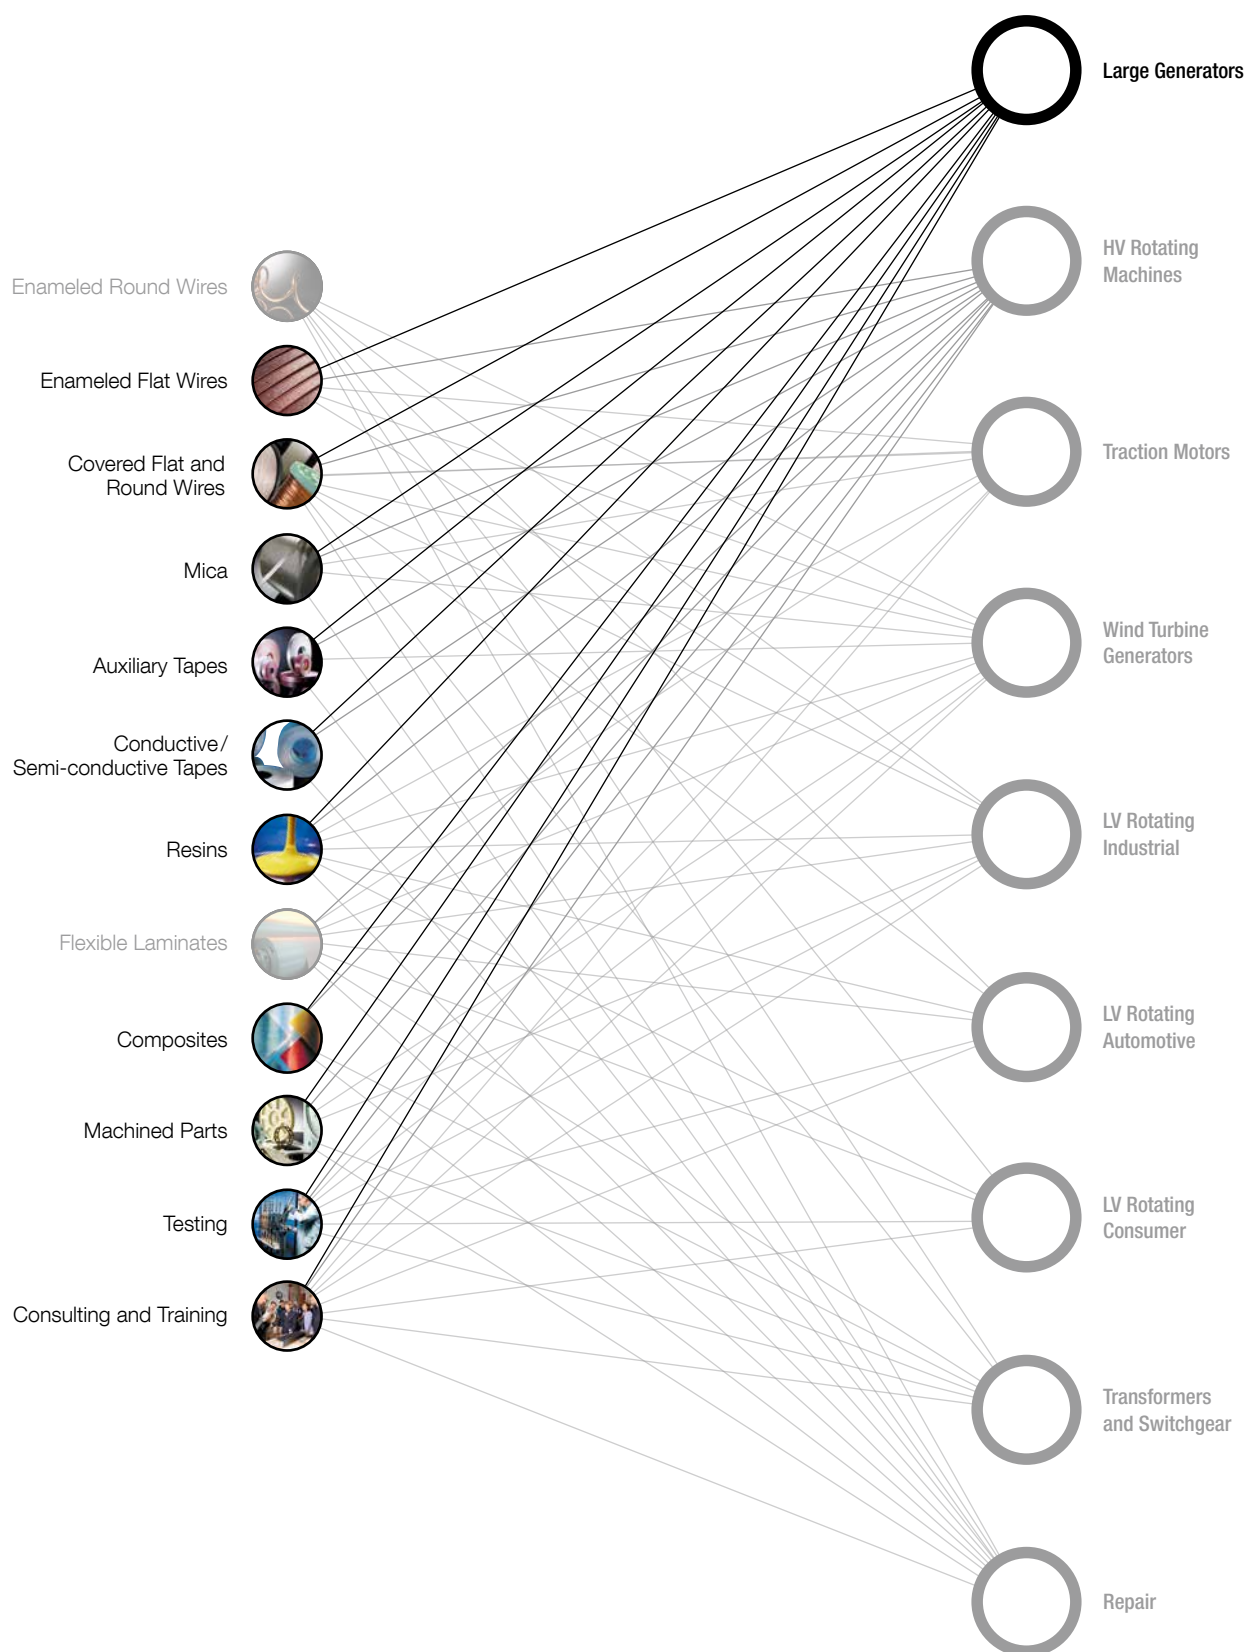 Large Generators
HV Rotating
Machines
Enameled Round Wires
Enameled Flat Wires
Traction Motors
Covered Flat and
Round Wires
Mica
Wind Turbine
Generators
Auxiliary Tapes
Conductive/
Semi-conductive Tapes
LV Rotating
Industrial
Resins
Flexible Laminates
LV Rotating
Automotive
Composites
Machined Parts
LV Rotating
Consumer
Testing
Consulting and Training
Transformers
and Switchgear
Repair